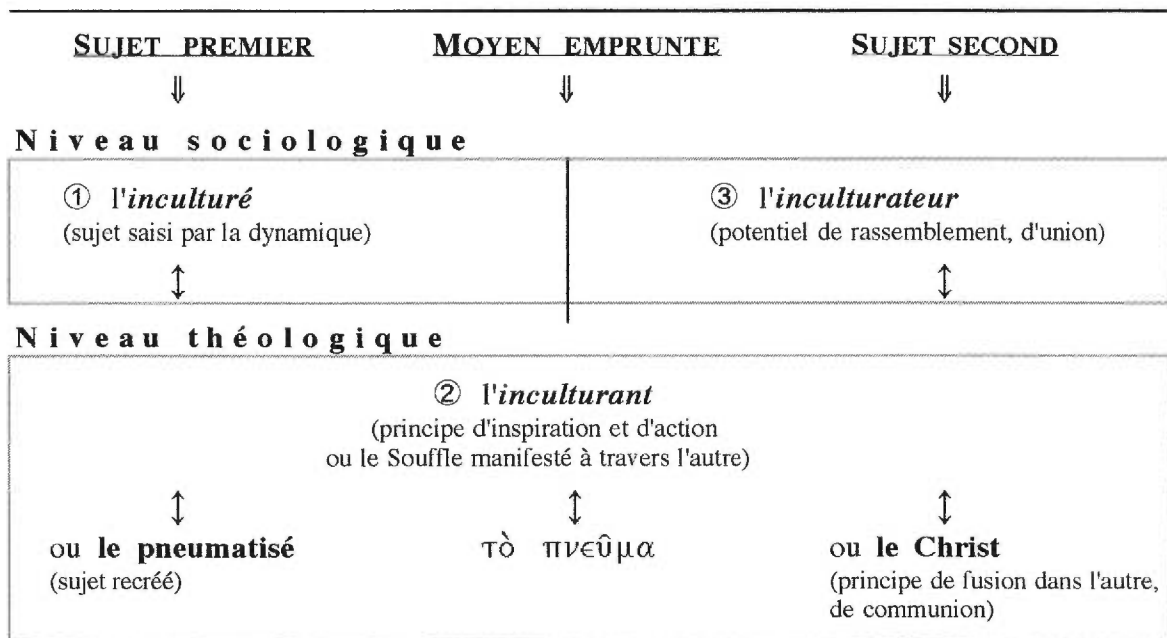 SUJET PREMIER MOYEN EMPRUNTE SUJET SECOND
⇓ ⇓ ⇓
Niveau sociologique
① l'inculturé ③ l'inculturateur
(sujet saisi par la dynamique) (potentiel de rassemblement, d'union)
↕ ↕
Niveau théologique
② l'inculturant
(principe d'inspiration et d'action
ou le Souffle manifesté à travers l'autre)
↕ ↕ ↕
ou le pneumatisé τὸ πνεῦμα ou le Christ
(sujet recréé) (principe de fusion dans l'autre,
de communion)